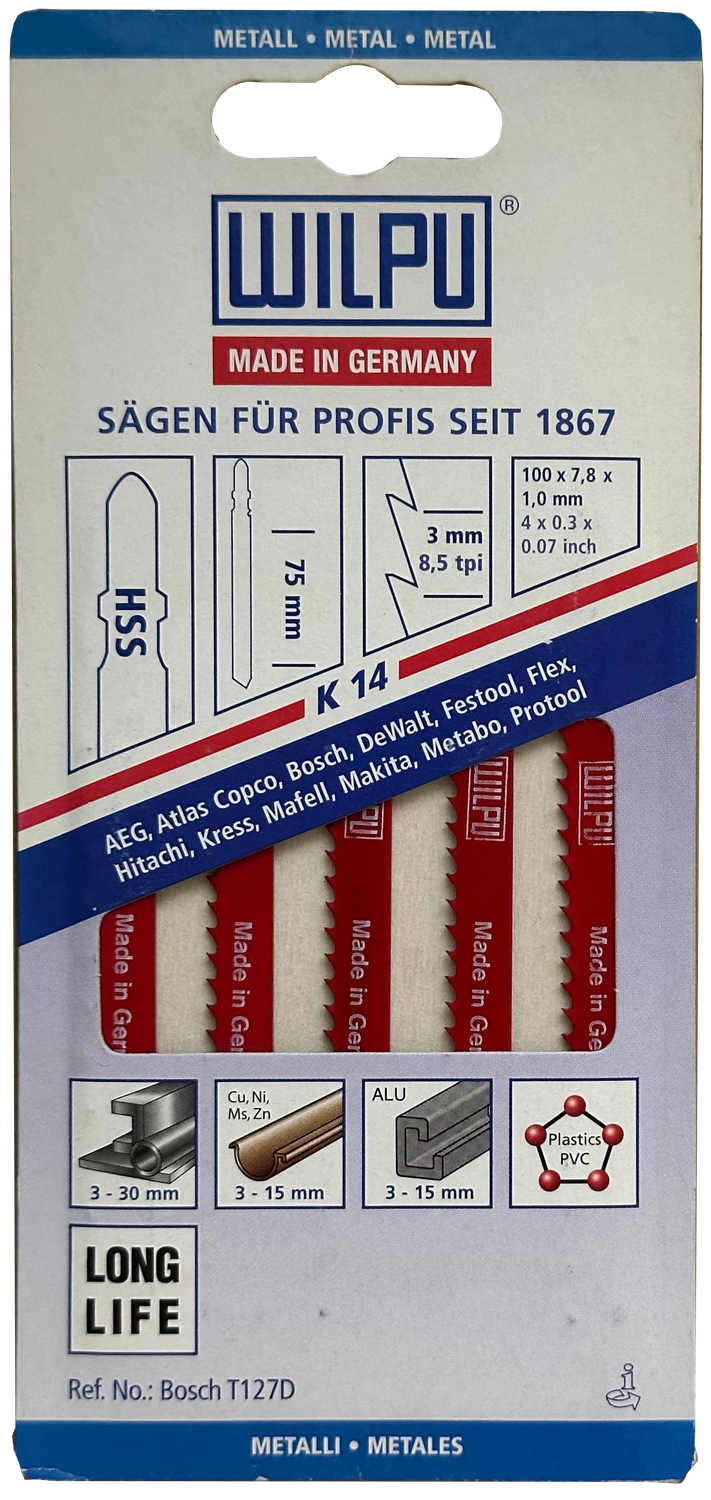 METALL • METAL • METAL
WILPU ®
MADE IN GERMANY
SÄGEN FÜR PROFIS SEIT 1867
HSS
75 mm
3 mm
8,5 tpi
100 x 7,8 x
1,0 mm
4 x 0.3 x
0.07 inch
K 14
AEG, Atlas Copco, Bosch, DeWalt, Festool, Flex,
Hitachi, Kress, Mafell, Makita, Metabo, Protool
WILPU
WILPU
WILPU
Made in Ger
Made in Ger
Made in Ger
Made in Ger
Made in Ger
3 - 30 mm
Cu, Ni,
Ms, Zn
3 - 15 mm
ALU
3 - 15 mm
Plastics
PVC
LONG
LIFE
Ref. No.: Bosch T127D
i
METALLI • METALES